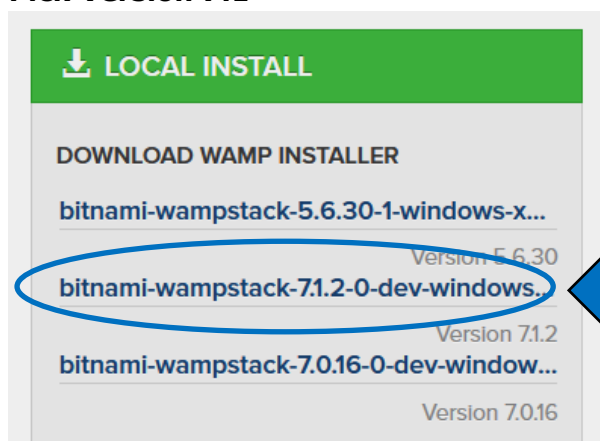 LOCAL INSTALL
DOWNLOAD WAMP INSTALLER
bitnami-wampstack-5.6.30-1-windows-x...
Version 5.6.30
bitnami-wampstack-7.1.2-0-dev-windows...
Version 7.1.2
bitnami-wampstack-7.0.16-0-dev-window...
Version 7.0.16